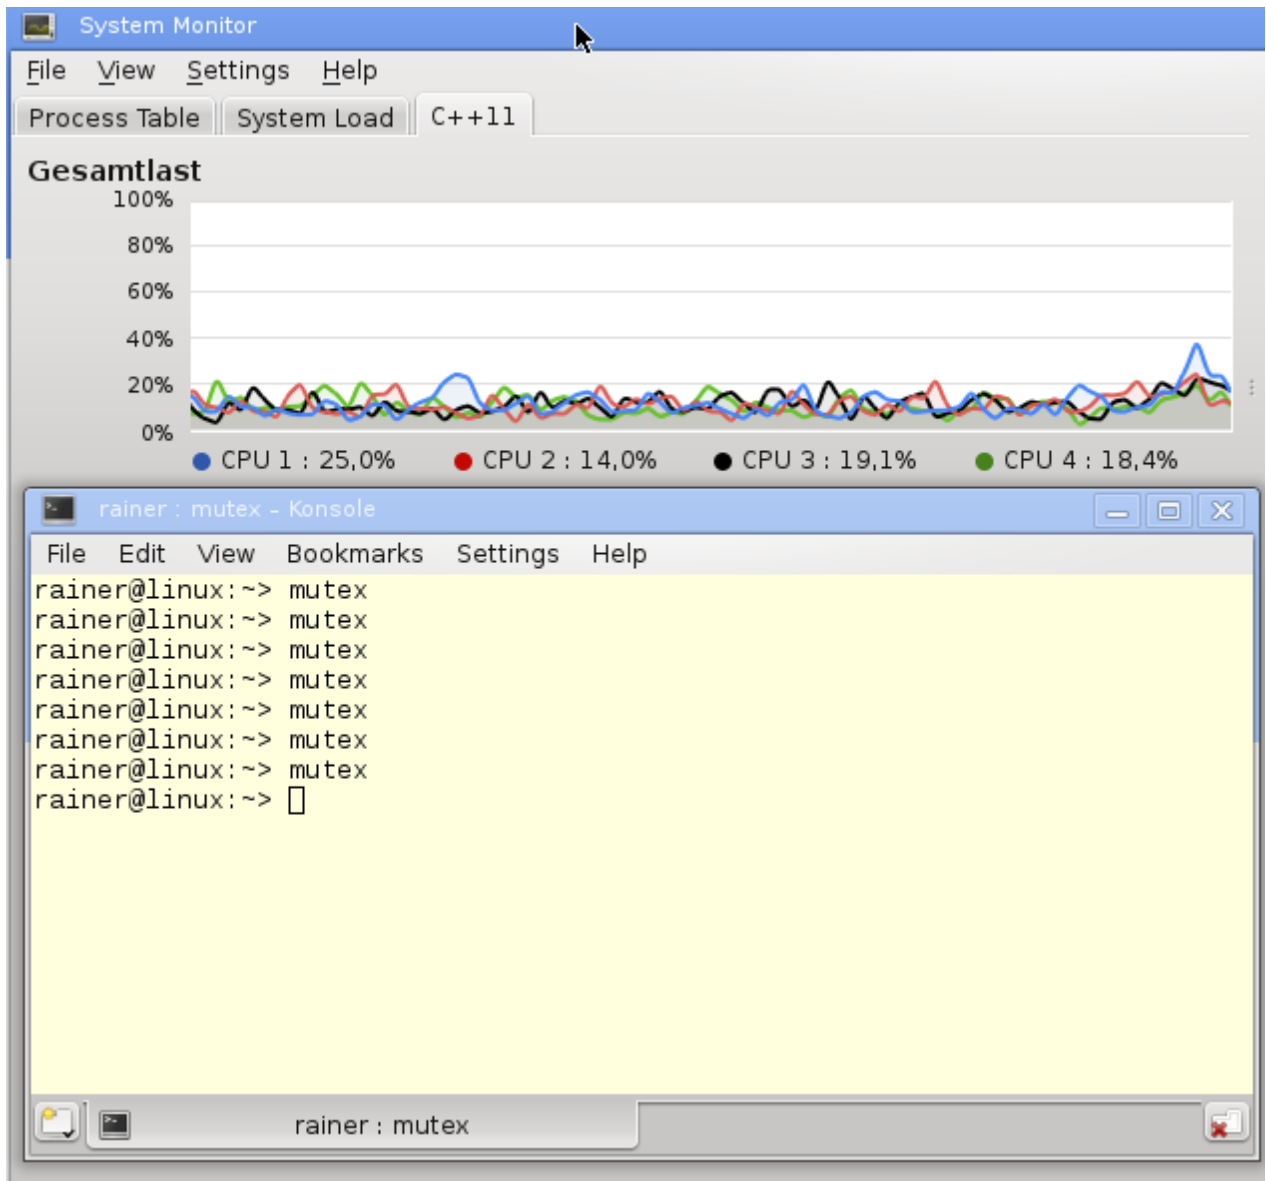 System Monitor
File View Settings Help
Process Table System Load C++11
Gesamtlast
100%
80%
60%
40%
20%
0%
CPU 1 : 25,0% CPU 2 : 14,0% CPU 3 : 19,1% CPU 4 : 18,4%
rainer : mutex – Konsole
File Edit View Bookmarks Settings Help
rainer@linux:~> mutex
rainer@linux:~> mutex
rainer@linux:~> mutex
rainer@linux:~> mutex
rainer@linux:~> mutex
rainer@linux:~> mutex
rainer@linux:~> mutex
rainer@linux:~>
rainer : mutex